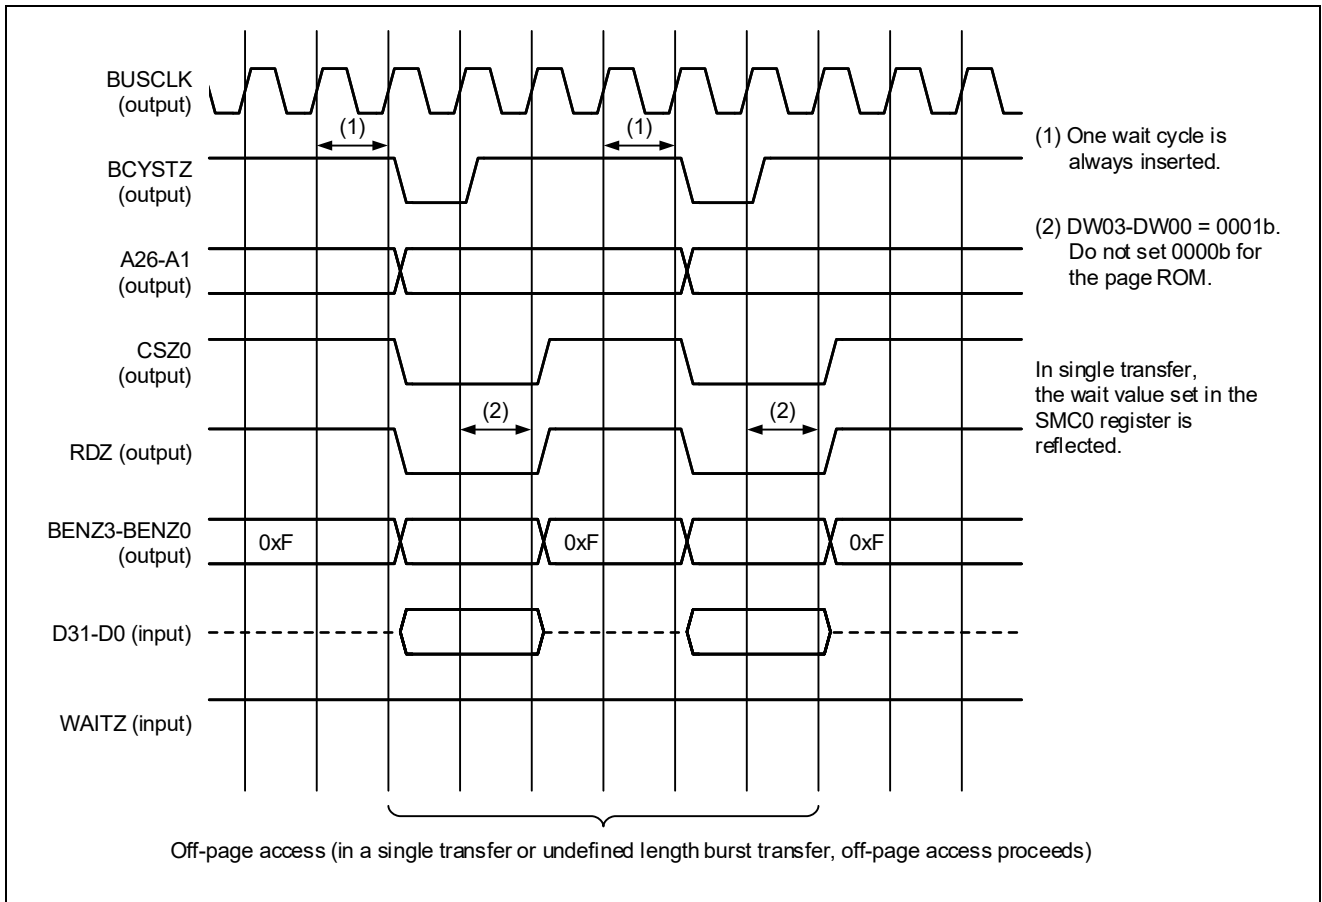 BUSCLK
(output)
(1)
(1)
(1) One wait cycle is
always inserted.
BCYSTZ
(output)
(2) DW03-DW00 = 0001b.
Do not set 0000b for
the page ROM.
A26-A1
(output)
CSZ0
(output)
In single transfer,
the wait value set in the
SMC0 register is
reflected.
(2)
(2)
RDZ (output)
BENZ3-BENZ0
(output)
0xF
0xF
0xF
D31-D0 (input)
WAITZ (input)
Off-page access (in a single transfer or undefined length burst transfer, off-page access proceeds)